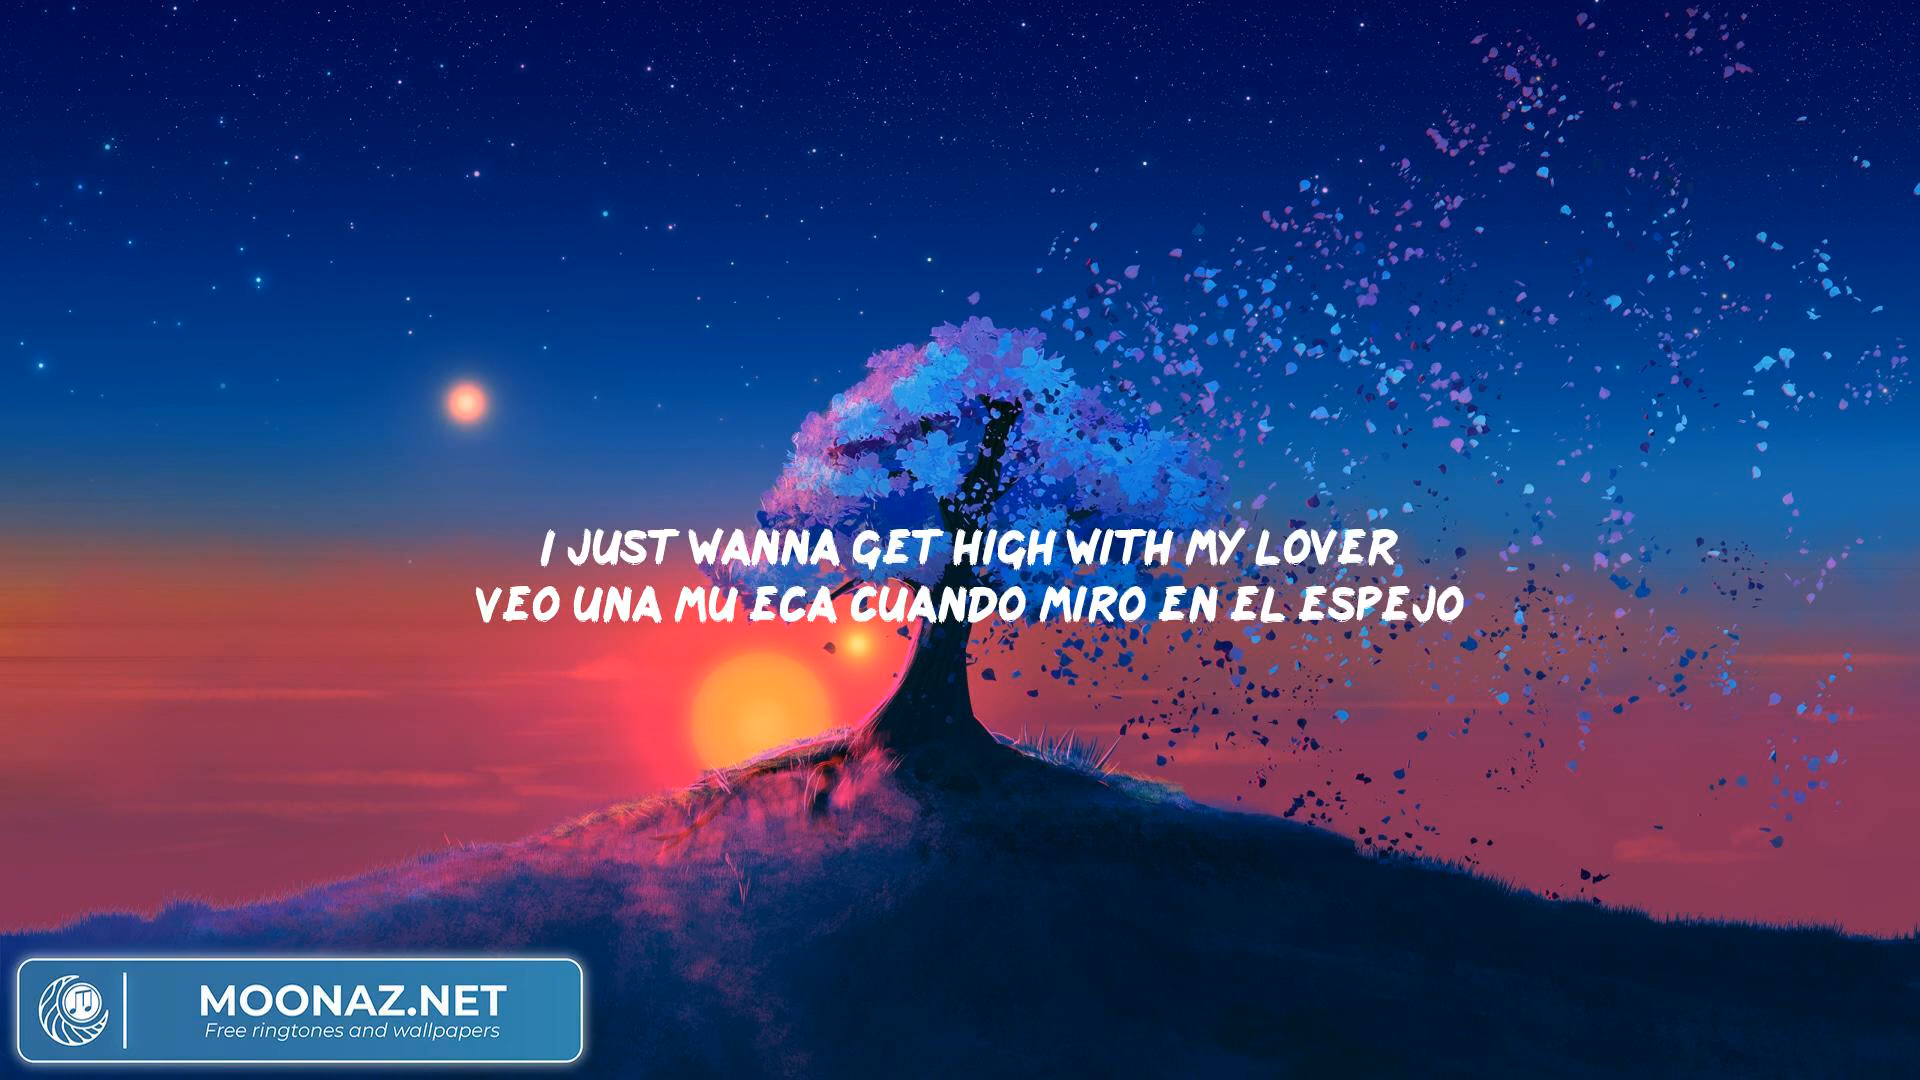 I JUST WANNA GET HIGH WITH MY LOVER
VEO UNA MU ECA CUANDO MIRO EN EL ESPEJO
MOONAZ.NET
Free ringtones and wallpapers